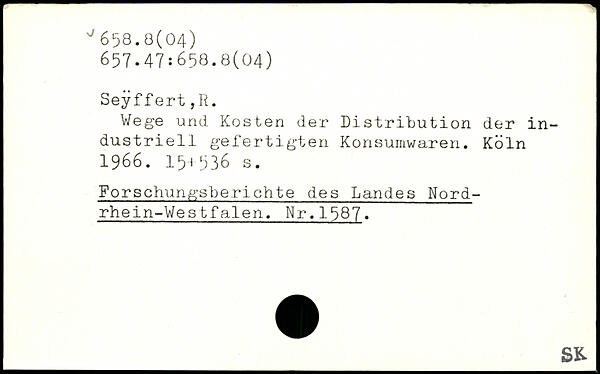 658.8(04)
657.47:658.8(04)
Seÿffert,R.
Wege und Kosten der Distribution der in-
dustriell gefertigten Konsumwaren. Köln
1966. 15+536 s.
Forschungsberichte des Landes Nord-
rhein-Westfalen. Nr.1587.
SK